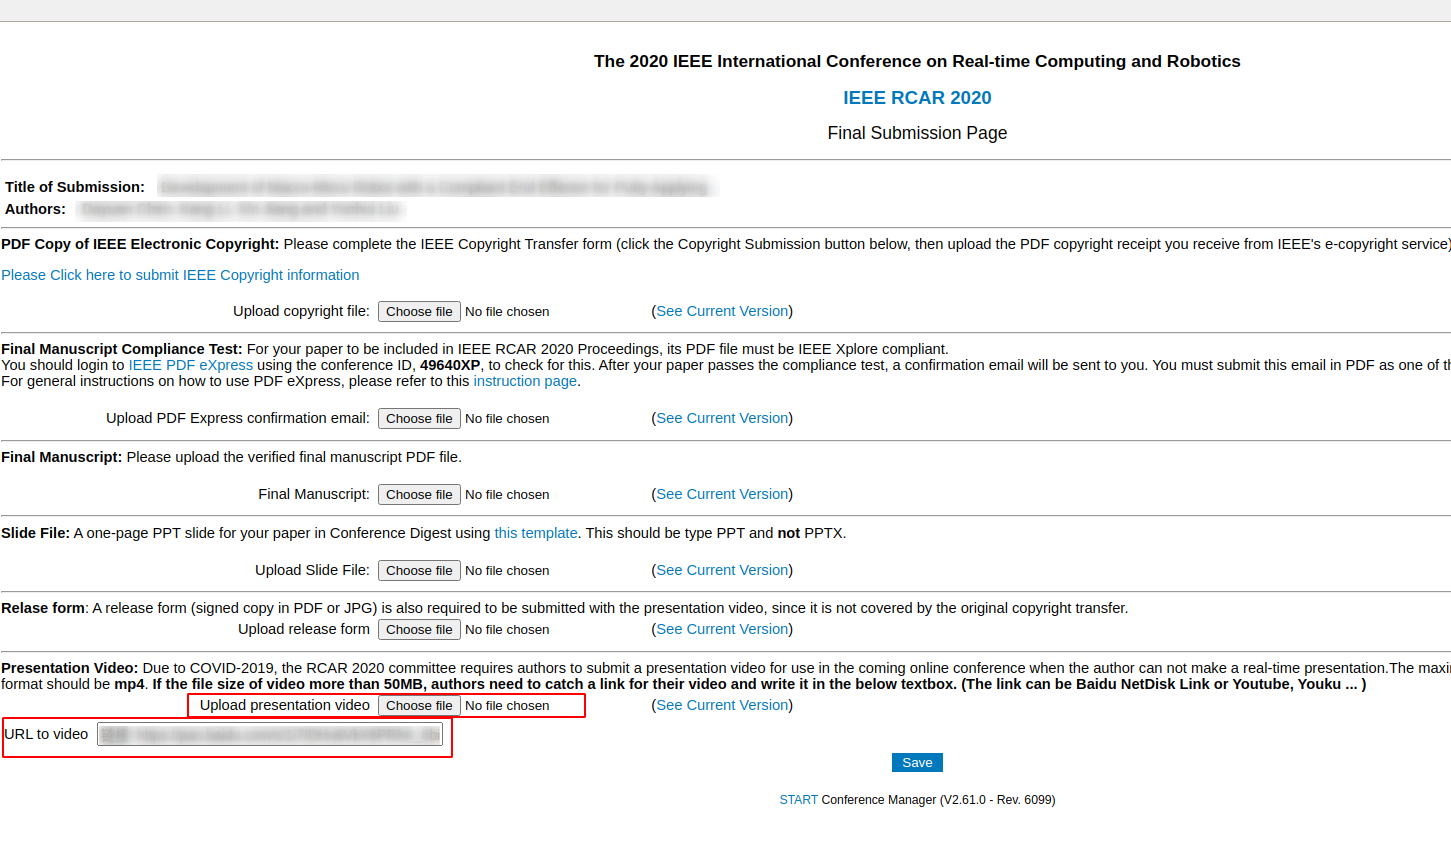 The 2020 IEEE International Conference on Real-time Computing and Robotics
IEEE RCAR 2020
Final Submission Page
Title of Submission:
Authors:
PDF Copy of IEEE Electronic Copyright: Please complete the IEEE Copyright Transfer form (click the Copyright Submission button below, then upload the PDF copyright receipt you receive from IEEE's e-copyright service)
Please Click here to submit IEEE Copyright information
Upload copyright file: Choose file No file chosen (See Current Version)
Final Manuscript Compliance Test: For your paper to be included in IEEE RCAR 2020 Proceedings, its PDF file must be IEEE Xplore compliant.
You should login to IEEE PDF eXpress using the conference ID, 49640XP, to check for this. After your paper passes the compliance test, a confirmation email will be sent to you. You must submit this email in PDF as one of
For general instructions on how to use PDF eXpress, please refer to this instruction page.
Upload PDF Express confirmation email: Choose file No file chosen (See Current Version)
Final Manuscript: Please upload the verified final manuscript PDF file.
Final Manuscript: Choose file No file chosen (See Current Version)
Slide File: A one-page PPT slide for your paper in Conference Digest using this template. This should be type PPT and not PPTX.
Upload Slide File: Choose file No file chosen (See Current Version)
Relase form: A release form (signed copy in PDF or JPG) is also required to be submitted with the presentation video, since it is not covered by the original copyright transfer.
Upload release form Choose file No file chosen (See Current Version)
Presentation Video: Due to COVID-2019, the RCAR 2020 committee requires authors to submit a presentation video for use in the coming online conference when the author can not make a real-time presentation.The
format should be mp4. If the file size of video more than 50MB, authors need to catch a link for their video and write it in the below textbox. (The link can be Baidu NetDisk Link or Youtube, Youku ... )
Upload presentation video Choose file No file chosen (See Current Version)
URL to video
Save
START Conference Manager (V2.61.0 - Rev. 6099)